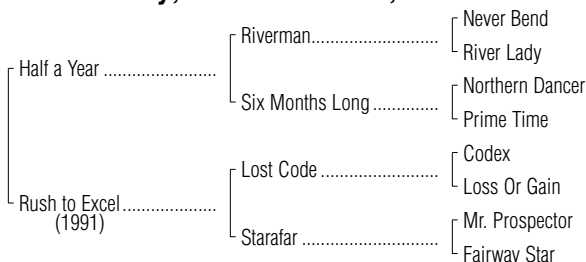 Never Bend
Riverman
River Lady
Half a Year
Northern Dancer
Six Months Long
Prime Time
Codex
Lost Code
Loss Or Gain
Rush to Excel
(1991)
Mr. Prospector
Starafar
Fairway Star